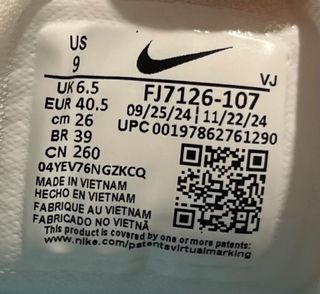 US
9
VJ
UK 6.5
EUR 40.5
cm 26
BR 39
CN 260
04YEV76NGZKCQ
FJ7126-107
09/25/24 | 11/22/24
UPC 00197862761290
MADE IN VIETNAM
HECHO EN VIETNAM
FABRIQUE AU VIETNAM
FABRICADO NO VIETNÃ
This product is covered by one or more patents:
www.nike.com/patentsvirtualmarking